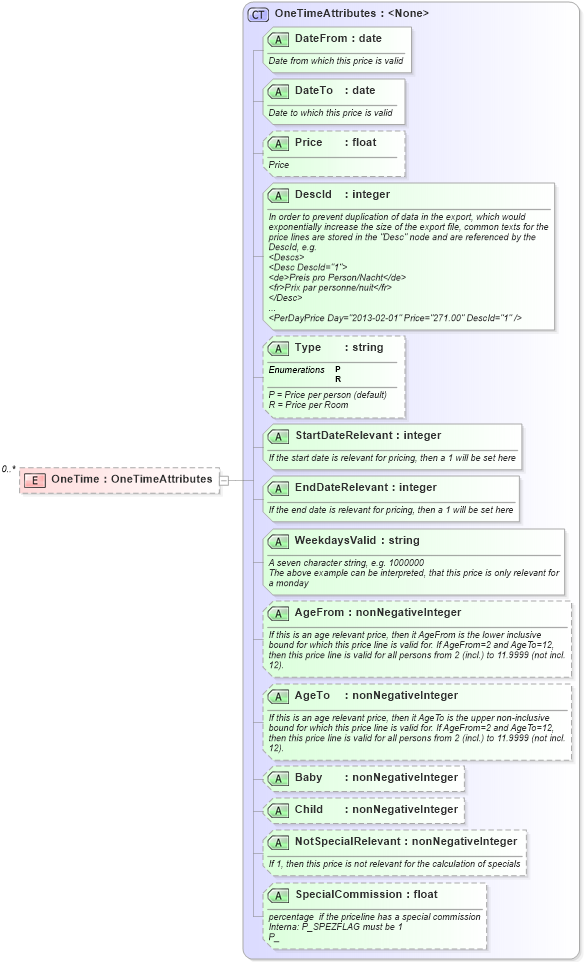 CT OneTimeAttributes : <None>
A DateFrom : date
Date from which this price is valid
A DateTo : date
Date to which this price is valid
A Price : float
Price
A DescId : integer
In order to prevent duplication of data in the export, which would
exponentially increase the size of the export file, common texts for the
price lines are stored in the "Desc" node and are referenced by the
DescId, e.g.
<Descs>
<Desc DescId="1">
<de>Preis pro Person/Nacht</de>
<fr>Prix par personne/nuit</fr>
</Desc>
...
<PerDayPrice Day="2013-02-01" Price="271.00" DescId="1" />
A Type : string
Enumerations P
R
P = Price per person (default)
R = Price per Room
A StartDateRelevant : integer
If the start date is relevant for pricing, then a 1 will be set here
0..*
E OneTime : OneTimeAttributes
A EndDateRelevant : integer
If the end date is relevant for pricing, then a 1 will be set here
A WeekdaysValid : string
A seven character string, e.g. 1000000
The above example can be interpreted, that this price is only relevant for
a monday
A AgeFrom : nonNegativeInteger
If this is an age relevant price, then it AgeFrom is the lower inclusive
bound for which this price line is valid for. If AgeFrom=2 and AgeTo=12,
then this price line is valid for all persons from 2 (incl.) to 11.9999 (not incl.
12).
A AgeTo : nonNegativeInteger
If this is an age relevant price, then it AgeTo is the upper non-inclusive
bound for which this price line is valid for. If AgeFrom=2 and AgeTo=12,
then this price line is valid for all persons from 2 (incl.) to 11.9999 (not incl.
12).
A Baby : nonNegativeInteger
A Child : nonNegativeInteger
A NotSpecialRelevant : nonNegativeInteger
If 1, then this price is not relevant for the calculation of specials
A SpecialCommission : float
percentage if the priceline has a special commission
Interna: P_SPEZFLAG must be 1
P_